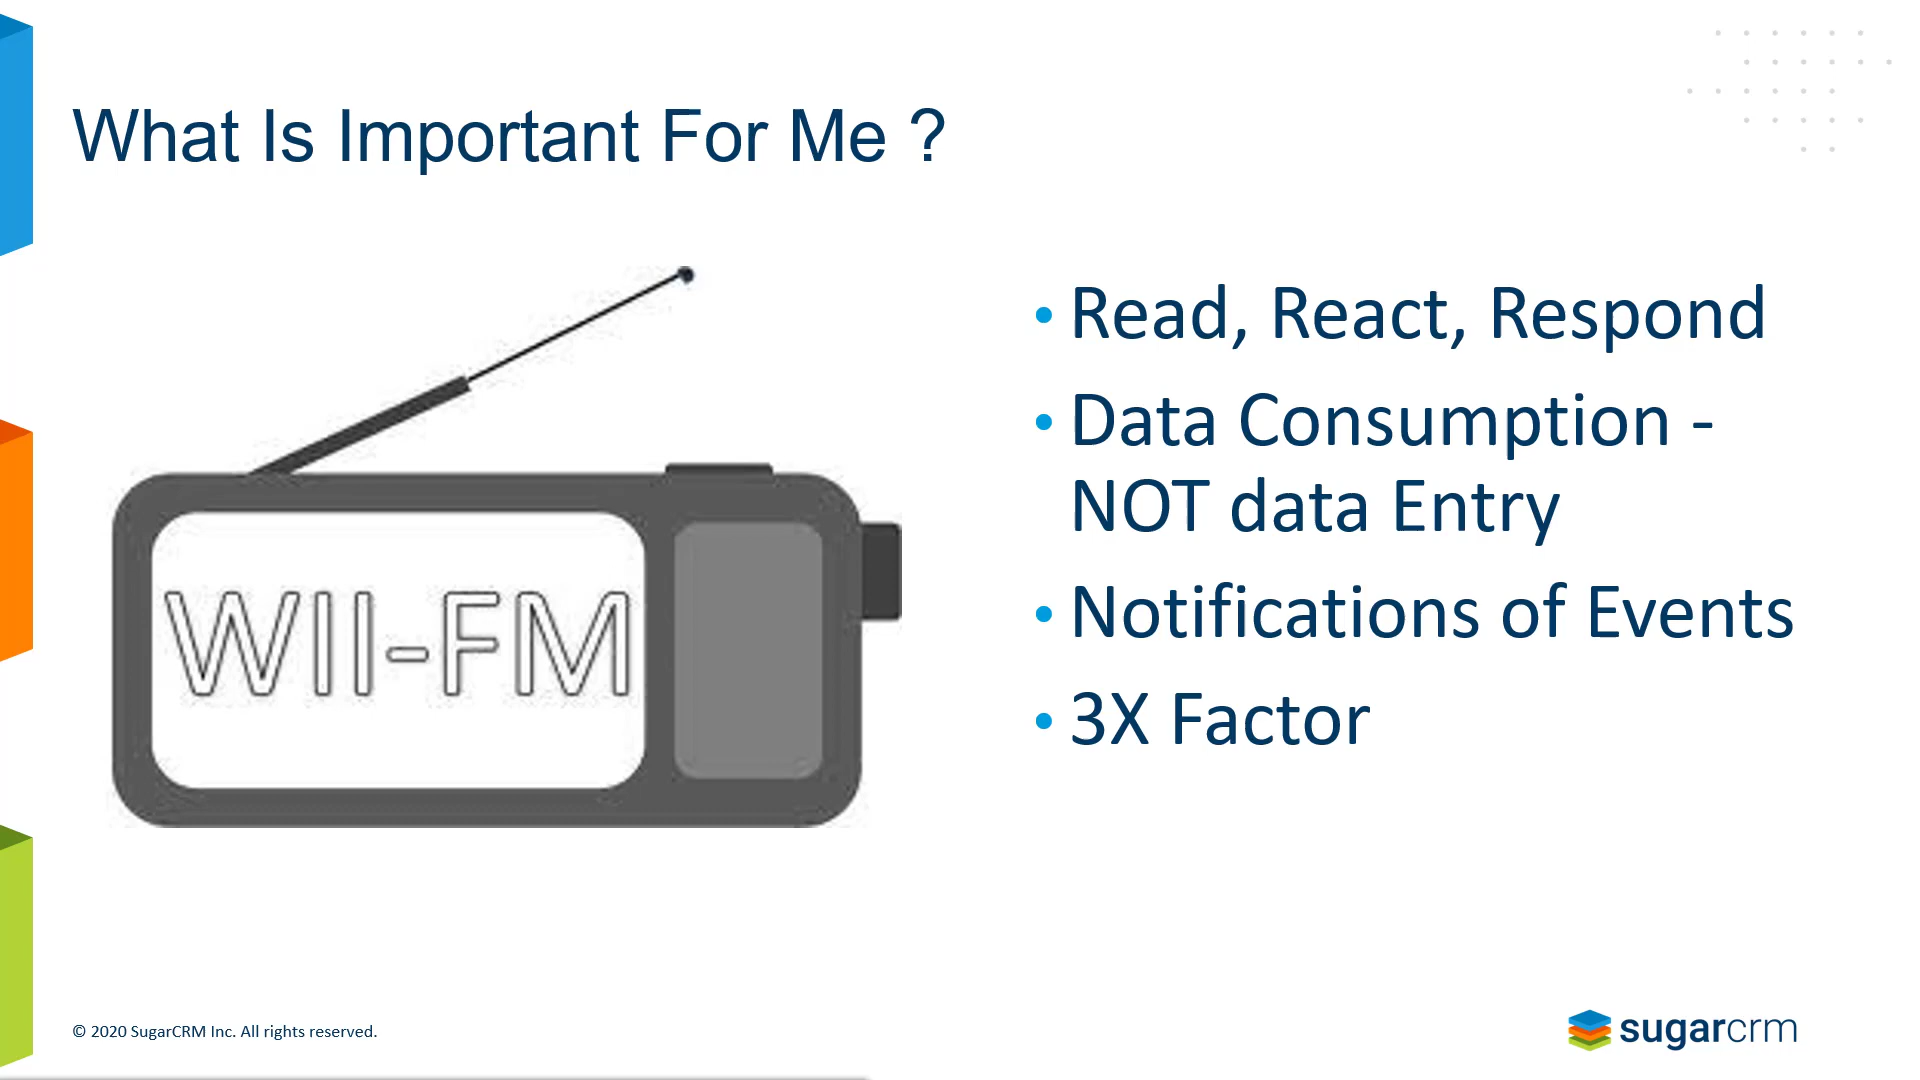 What Is Important For Me ?
WII-FM
• Read, React, Respond
• Data Consumption -
NOT data Entry
• Notifications of Events
• 3X Factor
© 2020 SugarCRM Inc. All rights reserved.
sugarcrm